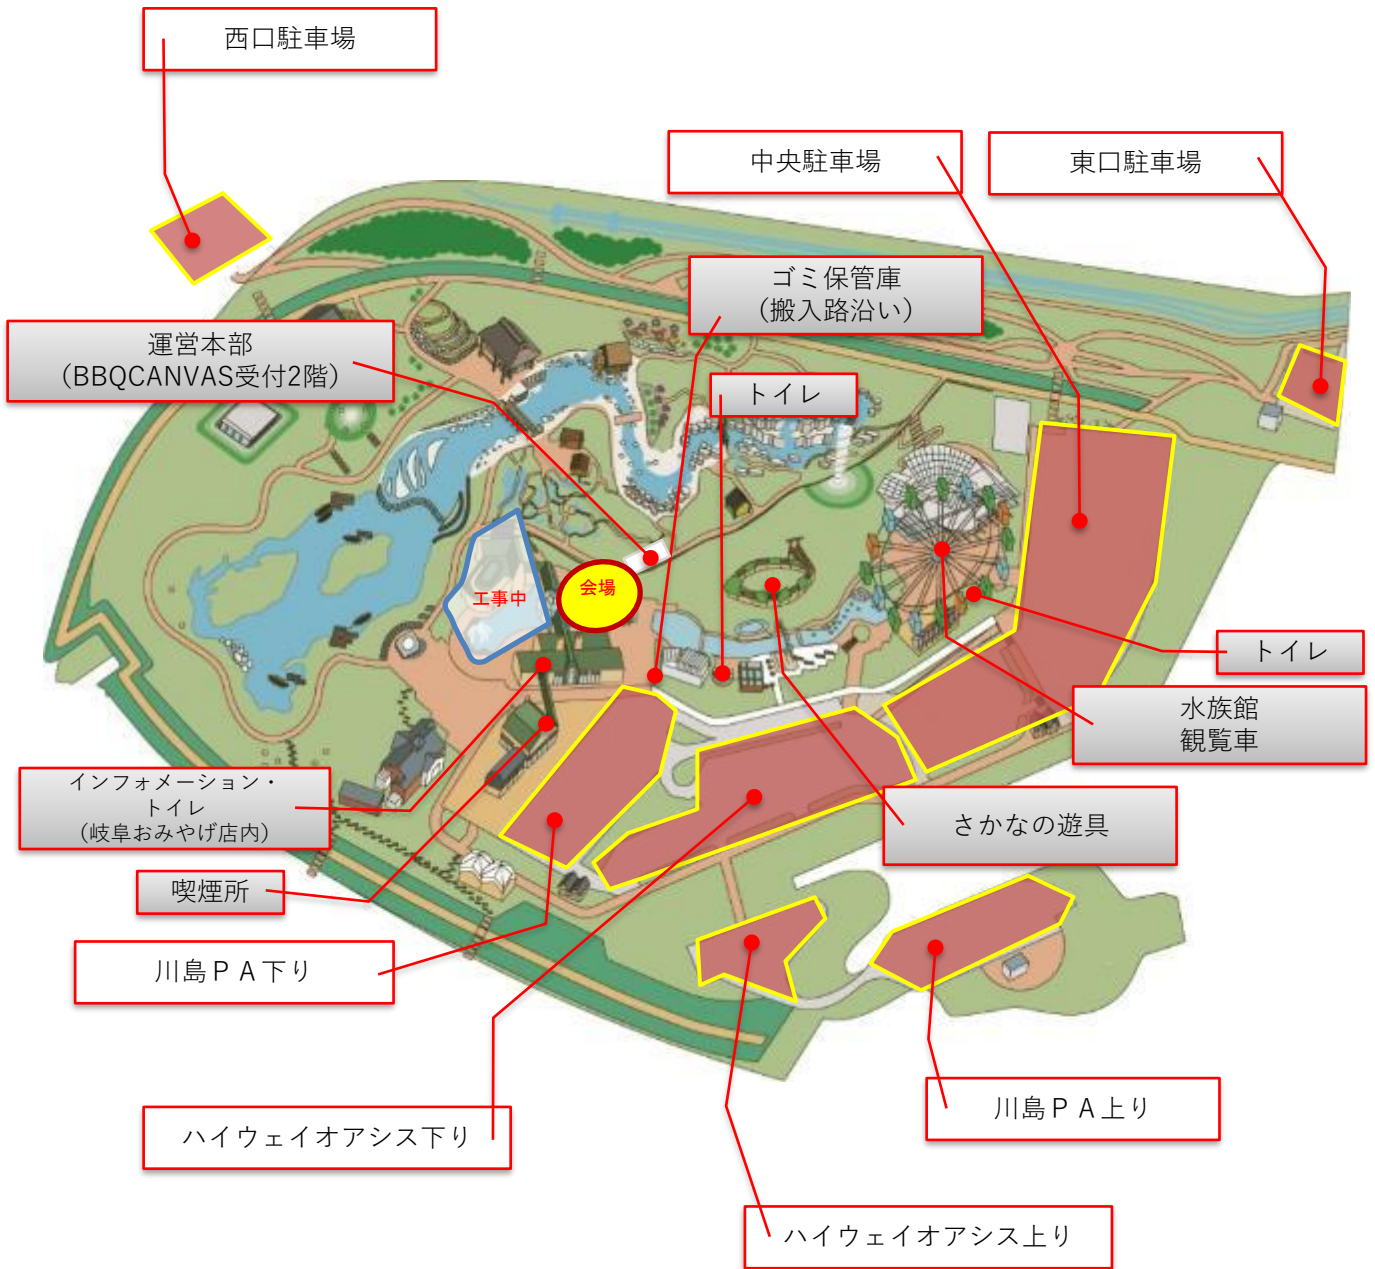 西口駐車場
中央駐車場
東口駐車場
ゴミ保管庫
（搬入路沿い）
運営本部
（BBQCANVAS受付2階）
トイレ
工事中
会場
トイレ
水族館
観覧車
インフォメーション・
トイレ
（岐阜おみやげ店内）
さかなの遊具
喫煙所
川島ＰＡ下り
川島ＰＡ上り
ハイウェイオアシス下り
ハイウェイオアシス上り